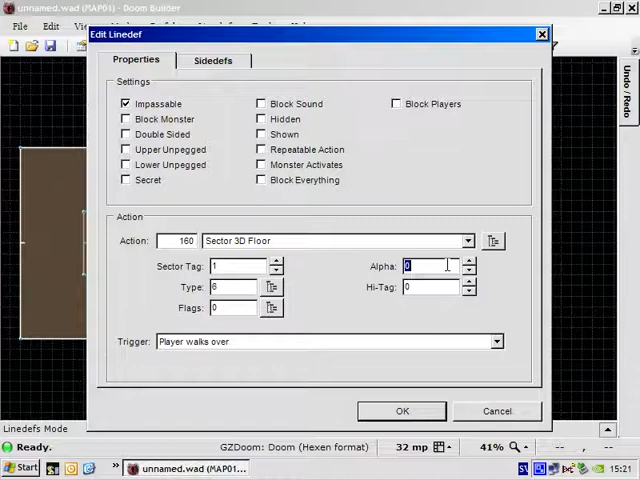 unnamed.wad (MAP01) - Doom Builder
File Edit
Undo / Redo
Edit Linedef
Properties Sidedefs
Settings
Impassable Block Sound Block Players
Block Monster Hidden
Double Sided Shown
Upper Unpegged Repeatable Action
Lower Unpegged Monster Activates
Secret Block Everything
Action
Action: 160 Sector 3D Floor
Sector Tag: 1 Alpha: 0
Type: 6 Hi-Tag: 0
Flags: 0
Trigger: Player walks over
OK Cancel
Linedefs Mode
Ready. GZDoom: Doom (Hexen format) 32 mp 41% -- , --
Start » unnamed.wad (MAP01... SV 15:21